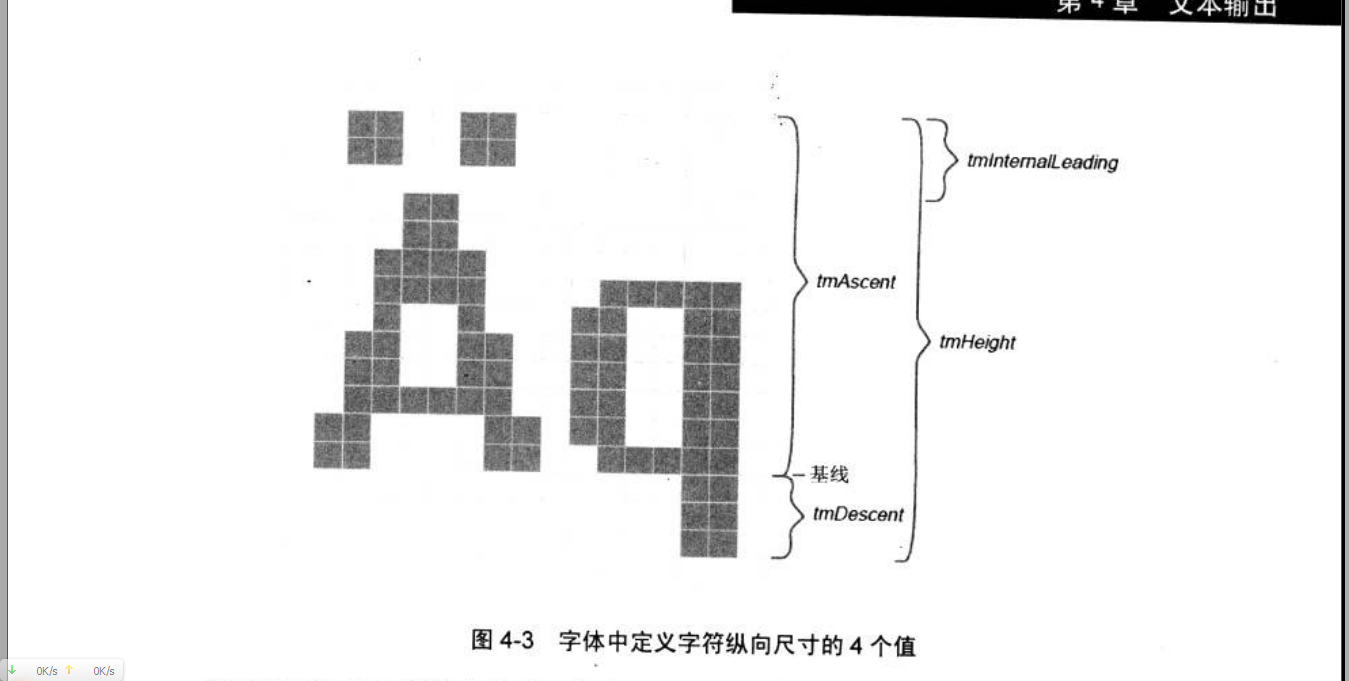 第 4 章 文本输出
tmInternalLeading
tmAscent
tmHeight
基线
tmDescent
图 4-3 字体中定义字符纵向尺寸的 4 个值
0K/s 0K/s